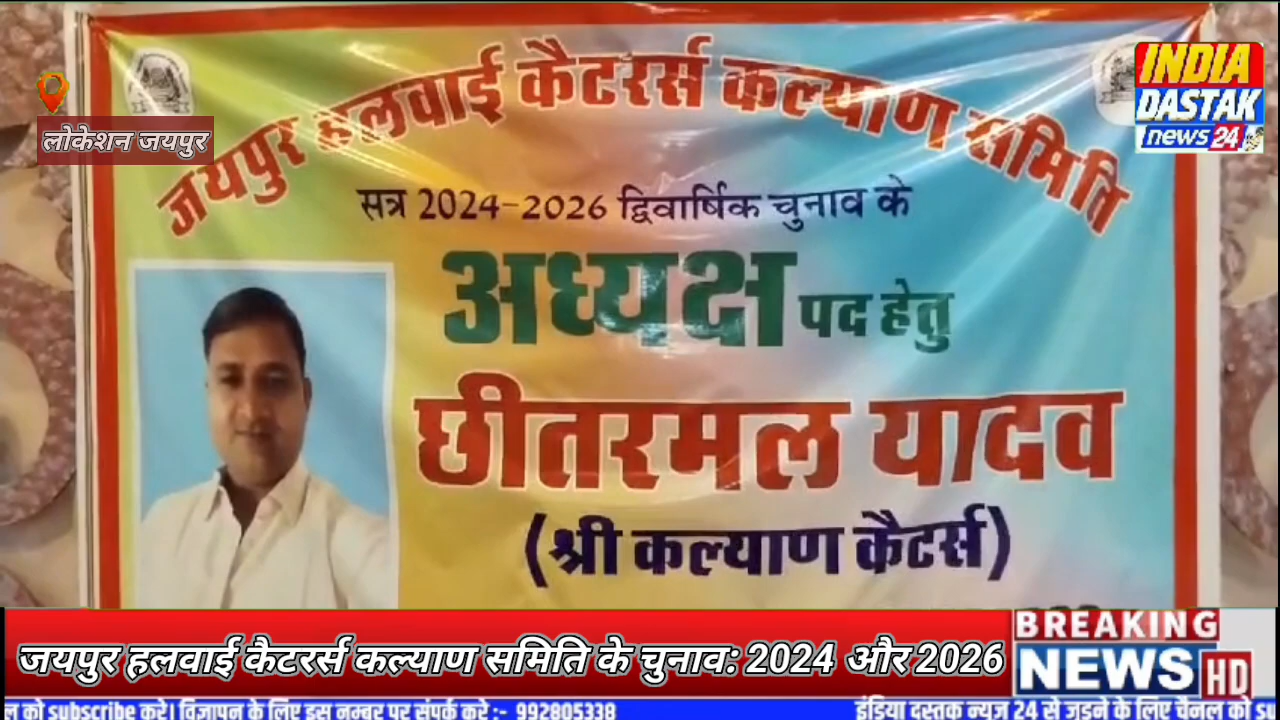 जयपुर हलवाई कैटरर्स कल्याण समिति
INDIA
DASTAK
news 24
लोकेशन जयपुर
सत्र 2024-2026 द्विवार्षिक चुनाव के
अध्यक्ष पद हेतु
छीतरमल यादव
(श्री कल्याण कैटर्स)
BREAKING
NEWS HD
जयपुर हलवाई कैटरर्स कल्याण समिति के चुनाव: 2024 और 2026
ल को subscribe करे। विज्ञापन के लिए इस नम्बर पर संपर्क करे :- 992805338
इंडिया दस्तक न्यूज 24 से जुड़ने के लिए चैनल को su